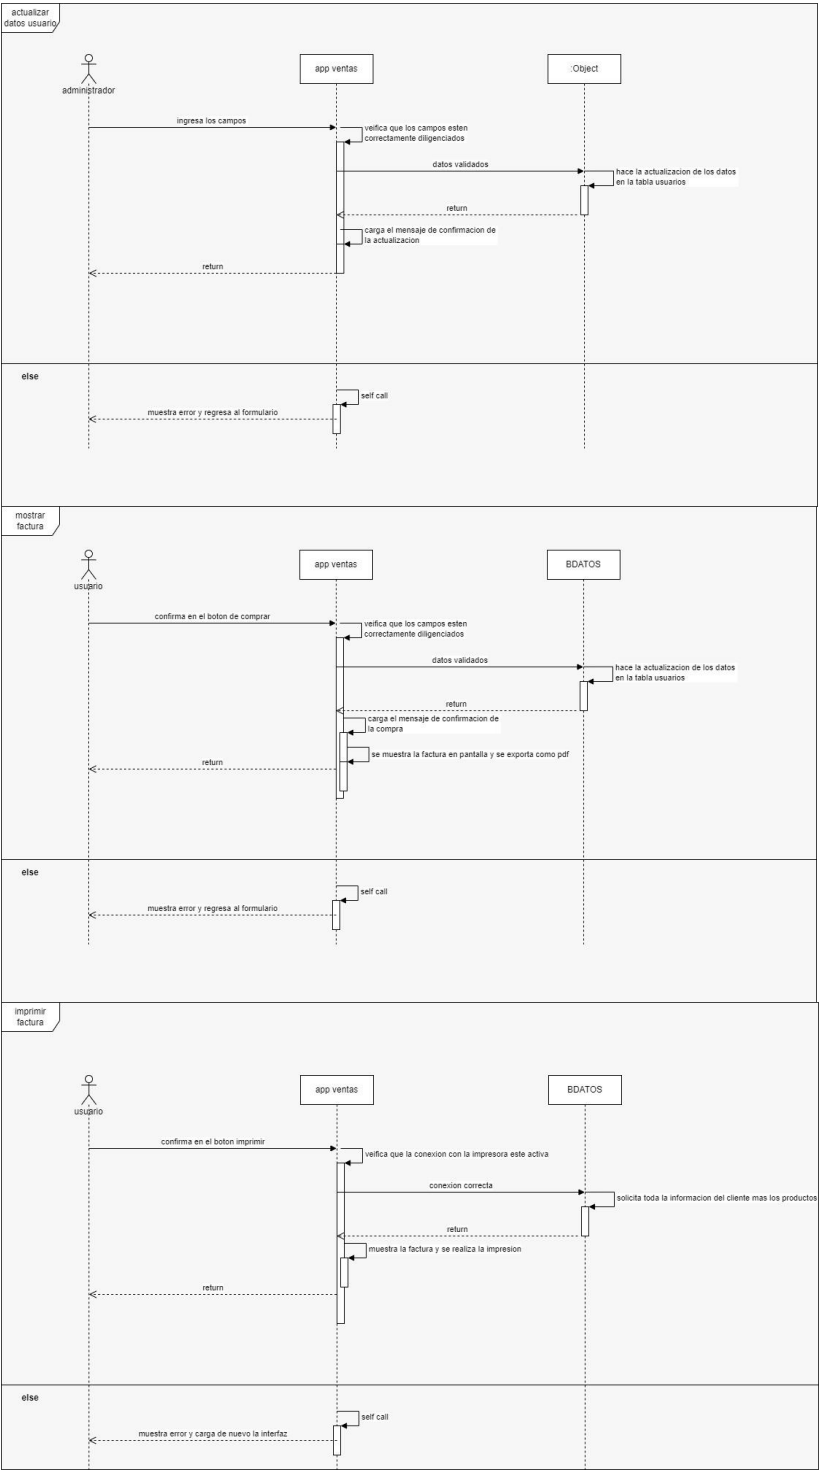 actualizar
datos usuario
administrador
app ventas
:Object
ingresa los campos
veifica que los campos esten
correctamente diligenciados
datos validados
hace la actualizacion de los datos
en la tabla usuarios
return
carga el mensaje de confirmacion de
la actualizacion
return
else
self call
muestra error y regresa al formulario
mostrar
factura
usuario
app ventas
BDATOS
confirma en el boton de comprar
veifica que los campos esten
correctamente diligenciados
datos validados
hace la actualizacion de los datos
en la tabla usuarios
return
carga el mensaje de confirmacion de
la compra
se muestra la factura en pantalla y se exporta como pdf
return
else
self call
muestra error y regresa al formulario
imprimir
factura
usuario
app ventas
BDATOS
confirma en el boton imprimir
veifica que la conexion con la impresora este activa
conexion correcta
solicita toda la informacion del cliente mas los productos
return
muestra la factura y se realiza la impresion
return
else
self call
muestra error y carga de nuevo la interfaz